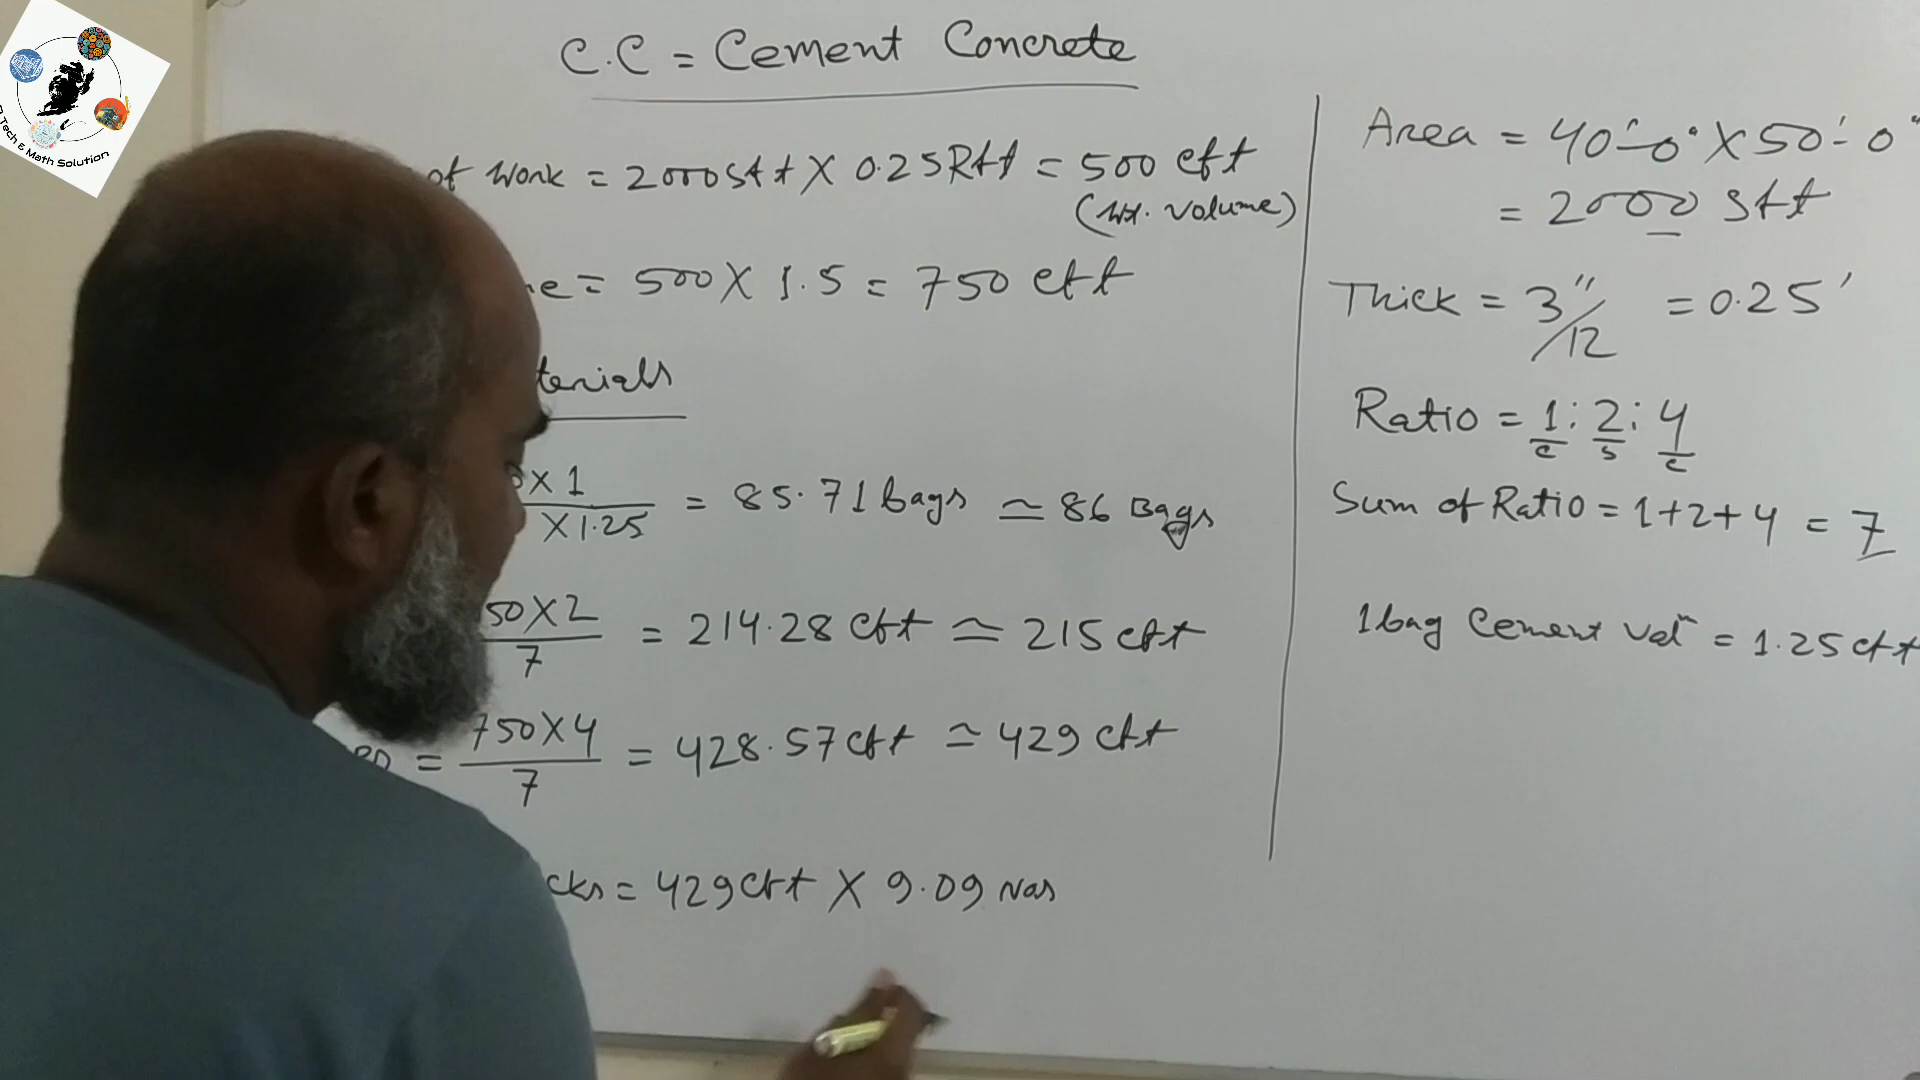 Tech & Math Solution
C.C = Cement Concrete
of work = 2000sft X 0.25Rft = 500 cft
(Wt. volume)
= 500 X 1.5 = 750 cft
terials
X 1
X 1.25
= 85.71 bags ≃ 86 Bags
50X2
7
= 214.28 cft ≃ 215 cft
= 750X4
7
= 428.57 cft ≃ 429 cft
cks = 429 cft X 9.09 Nos
Area = 40'-0" X 50'-0"
= 2000 sft
Thick = 3"/12 = 0.25'
Ratio = 1 : 2 : 4
c s c
Sum of Ratio = 1+2+4 = 7
1 bag Cement Vol = 1.25 cft